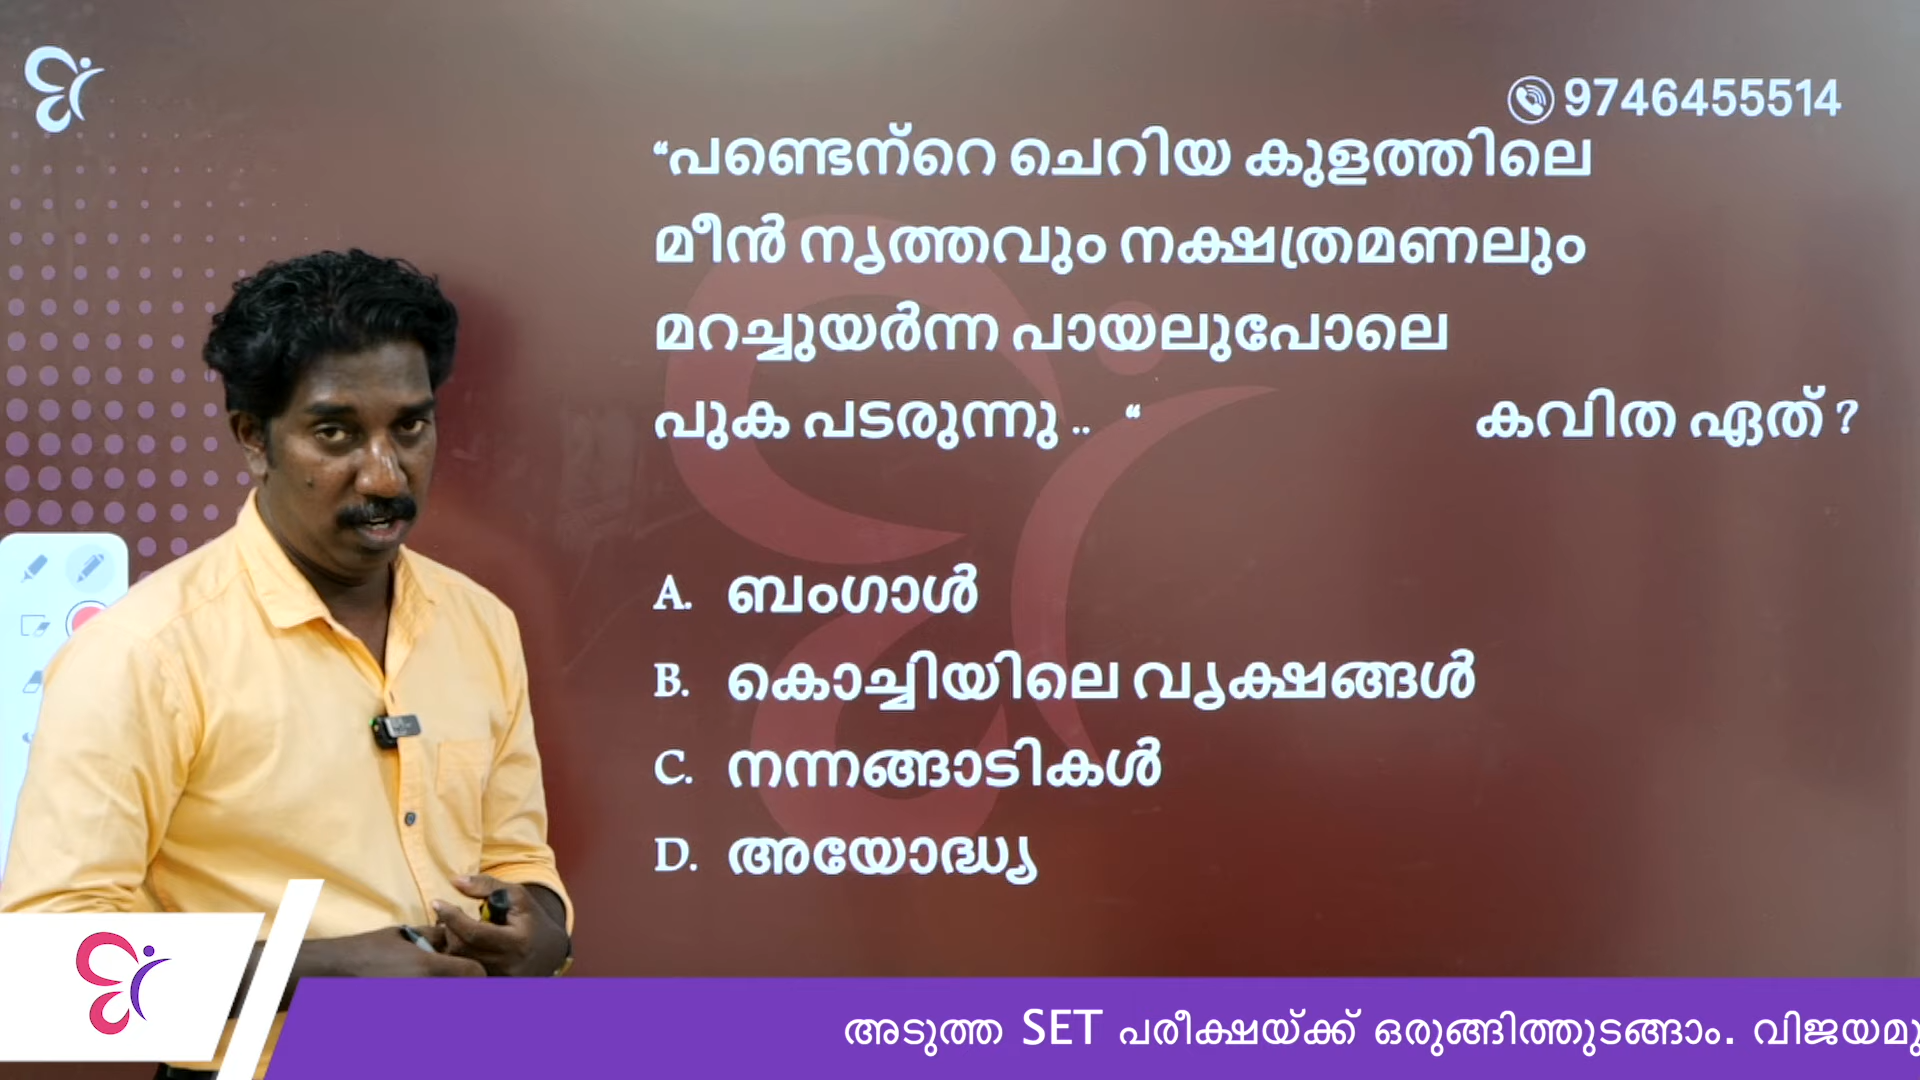 9746455514
“പണ്ടെന്റെ ചെറിയ കുളത്തിലെ
മീൻ നൃത്തവും നക്ഷത്രമണലും
മറച്ചുയർന്ന പായലുപോലെ
പുക പടരുന്നു .. “ കവിത ഏത് ?
A. ബംഗാൾ
B. കൊച്ചിയിലെ വൃക്ഷങ്ങൾ
C. നന്നങ്ങാടികൾ
D. അയോദ്ധ്യ
അടുത്ത SET പരീക്ഷയ്ക്ക് ഒരുങ്ങിത്തുടങ്ങാം.